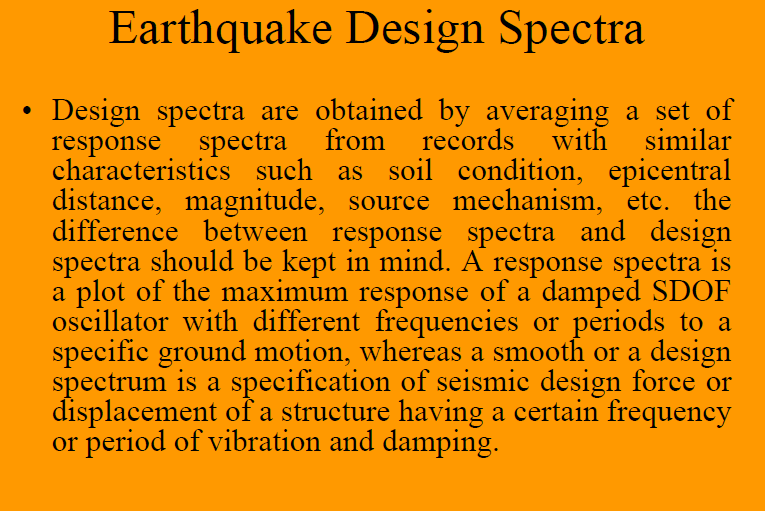 Earthquake Design Spectra
• Design spectra are obtained by averaging a set of
response spectra from records with similar
characteristics such as soil condition, epicentral
distance, magnitude, source mechanism, etc. the
difference between response spectra and design
spectra should be kept in mind. A response spectra is
a plot of the maximum response of a damped SDOF
oscillator with different frequencies or periods to a
specific ground motion, whereas a smooth or a design
spectrum is a specification of seismic design force or
displacement of a structure having a certain frequency
or period of vibration and damping.